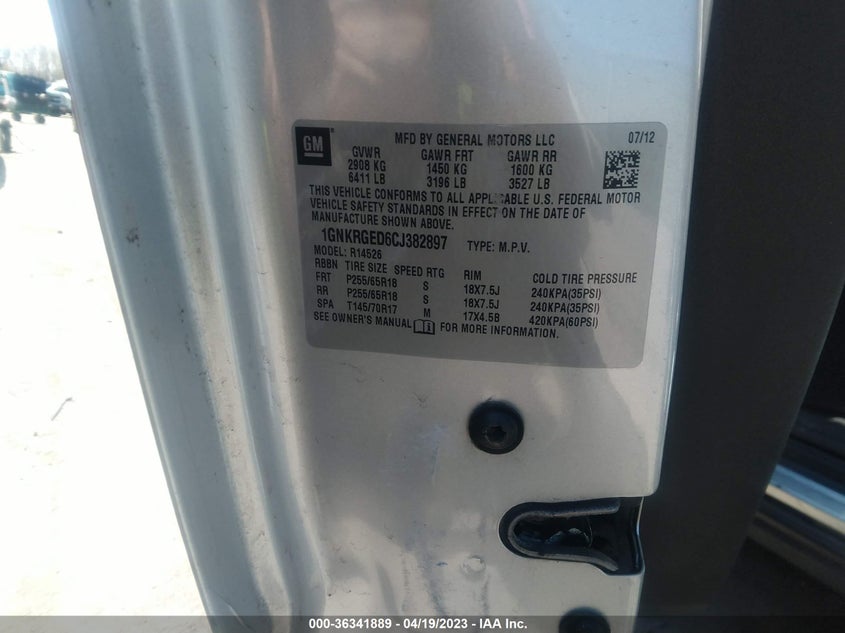 GM
MFD BY GENERAL MOTORS LLC 07/12
GVWR GAWR FRT GAWR RR
2908 KG 1450 KG 1600 KG
6411 LB 3196 LB 3527 LB
THIS VEHICLE CONFORMS TO ALL APPLICABLE U.S. FEDERAL MOTOR
VEHICLE SAFETY STANDARDS IN EFFECT ON THE DATE OF
MANUFACTURE SHOWN ABOVE.
1GNKRGED6CJ382897 TYPE: M.P.V.
MODEL: R14526
RBBN TIRE SIZE SPEED RTG RIM COLD TIRE PRESSURE
FRT P255/65R18 S 18X7.5J 240KPA(35PSI)
RR P255/65R18 S 18X7.5J 240KPA(35PSI)
SPA T145/70R17 M 17X4.5B 420KPA(60PSI)
SEE OWNER'S MANUAL FOR MORE INFORMATION.
000-36341889 - 04/19/2023 - IAA Inc.